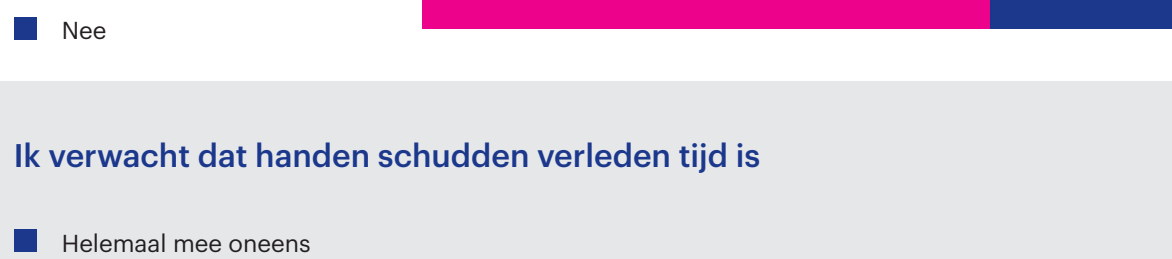 Nee
Ik verwacht dat handen schudden verleden tijd is
Helemaal mee oneens